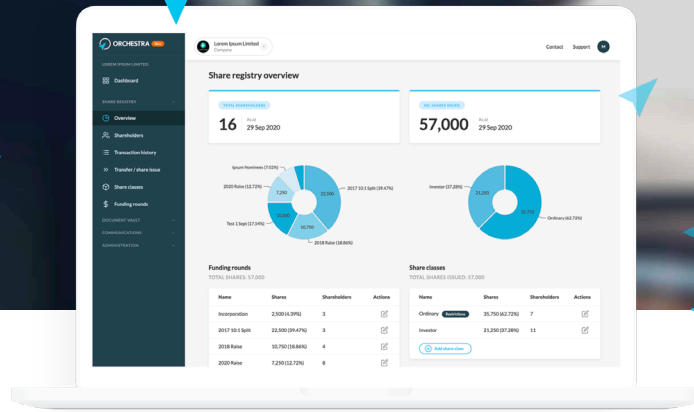 ORCHESTRA
Lorem Ipsum Limited
Company
Contact
Support
M
LOREM IPSUM LIMITED
Dashboard
SHARE REGISTRY
Overview
Shareholders
Transaction history
Transfer / share issue
Share classes
Funding rounds
DOCUMENT VAULT
COMMUNICATIONS
ADMINISTRATION
Share registry overview
TOTAL SHAREHOLDERS
16
As at
29 Sep 2020
NO. SHARES ISSUED
57,000
As at
29 Sep 2020
Ipsum Nominees (7.02%)
2020 Raise (12.72%)
7,250
22,500
2017 10:1 Split (39.47%)
Test 1 Sept (17.54%)
10,000
10,750
2018 Raise (18.86%)
Investor (37.28%)
21,250
35,750
Ordinary (62.72%)
Funding rounds
TOTAL SHARES: 57,000
Name Shares Shareholders Actions
Incorporation 2,500 (4.39%) 3
2017 10:1 Split 22,500 (39.47%) 3
2018 Raise 10,750 (18.86%) 4
2020 Raise 7,250 (12.72%) 8
Share classes
TOTAL SHARES ISSUED: 57,000
Name Shares Shareholders Actions
Ordinary Restrictions 35,750 (62.72%) 7
Investor 21,250 (37.28%) 11
Add share class